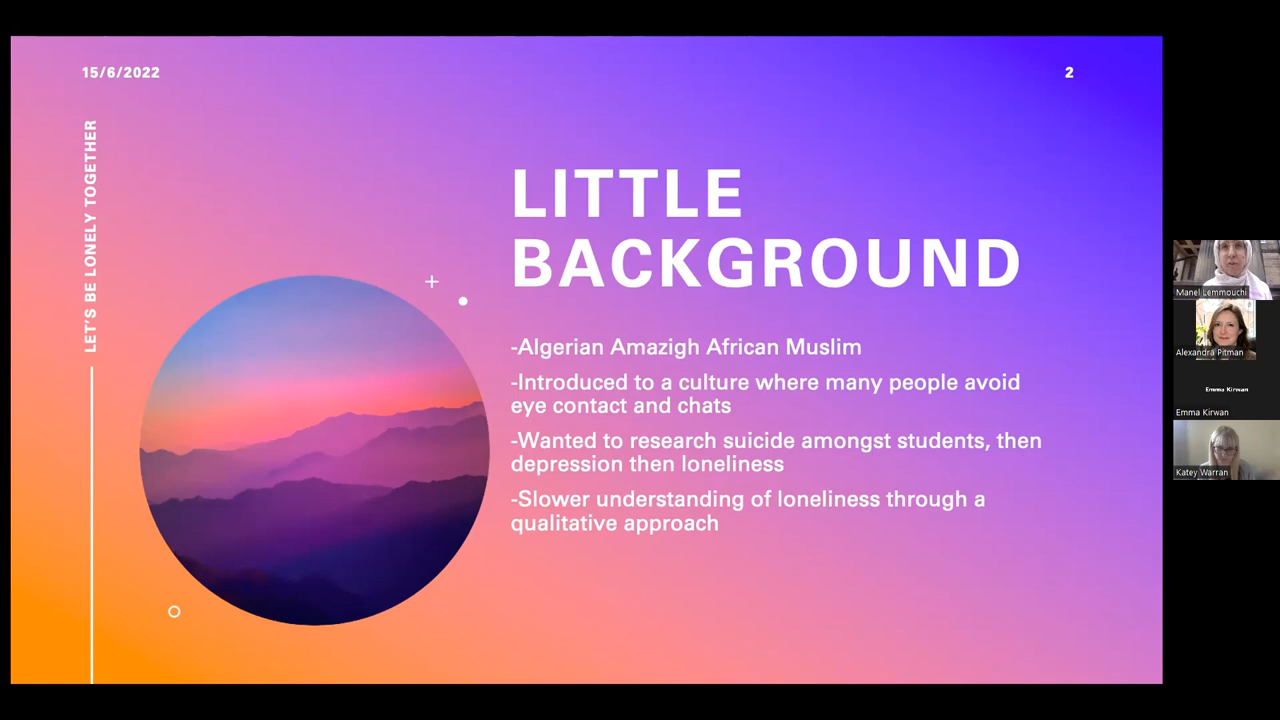 15/6/2022
2
LET'S BE LONELY TOGETHER
LITTLE
BACKGROUND
-Algerian Amazigh African Muslim
-Introduced to a culture where many people avoid
eye contact and chats
-Wanted to research suicide amongst students, then
depression then loneliness
-Slower understanding of loneliness through a
qualitative approach
Manel Lemmouchi
Alexandra Pitman
Emma Kirwan
Emma Kirwan
Katey Warran